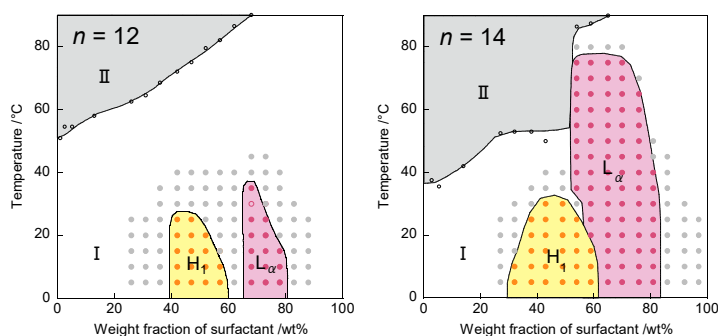 n = 12
II
I
H1
Lα
80
60
40
20
0
0 20 40 60 80 100
Temperature /°C
Weight fraction of surfactant /wt%
n = 14
II
I
H1
Lα
80
60
40
20
0
0 20 40 60 80 100
Temperature /°C
Weight fraction of surfactant /wt%